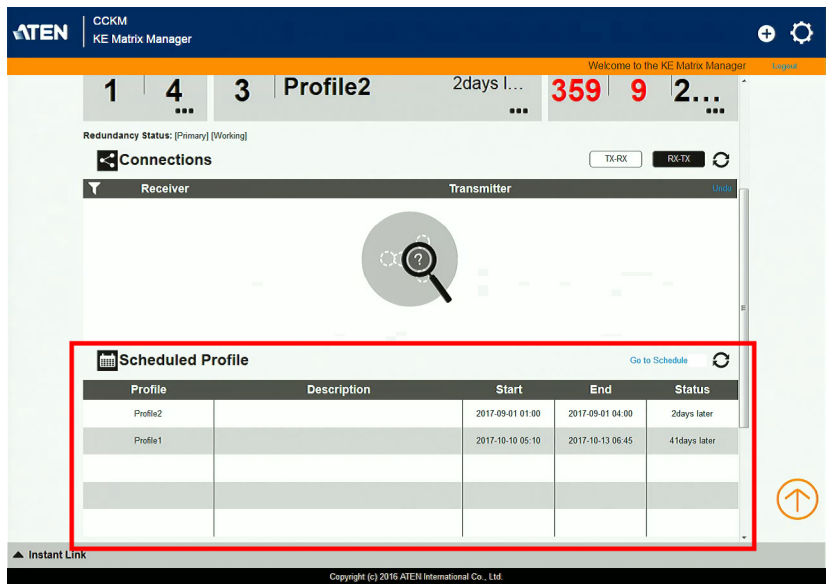 ATEN
CCKM
KE Matrix Manager
Welcome to the KE Matrix Manager
Logout
1 4 ... 3 Profile2 2days l... ... 359 9 2... ...
Redundancy Status: [Primary] [Working]
Connections TX-RX RX-TX
Receiver Transmitter Undo
?
Scheduled Profile Go to Schedule
Profile Description Start End Status
Profile2 2017-09-01 01:00 2017-09-01 04:00 2days later
Profile1 2017-10-10 05:10 2017-10-13 06:45 41days later
Instant Link
Copyright (c) 2016 ATEN International Co., Ltd.